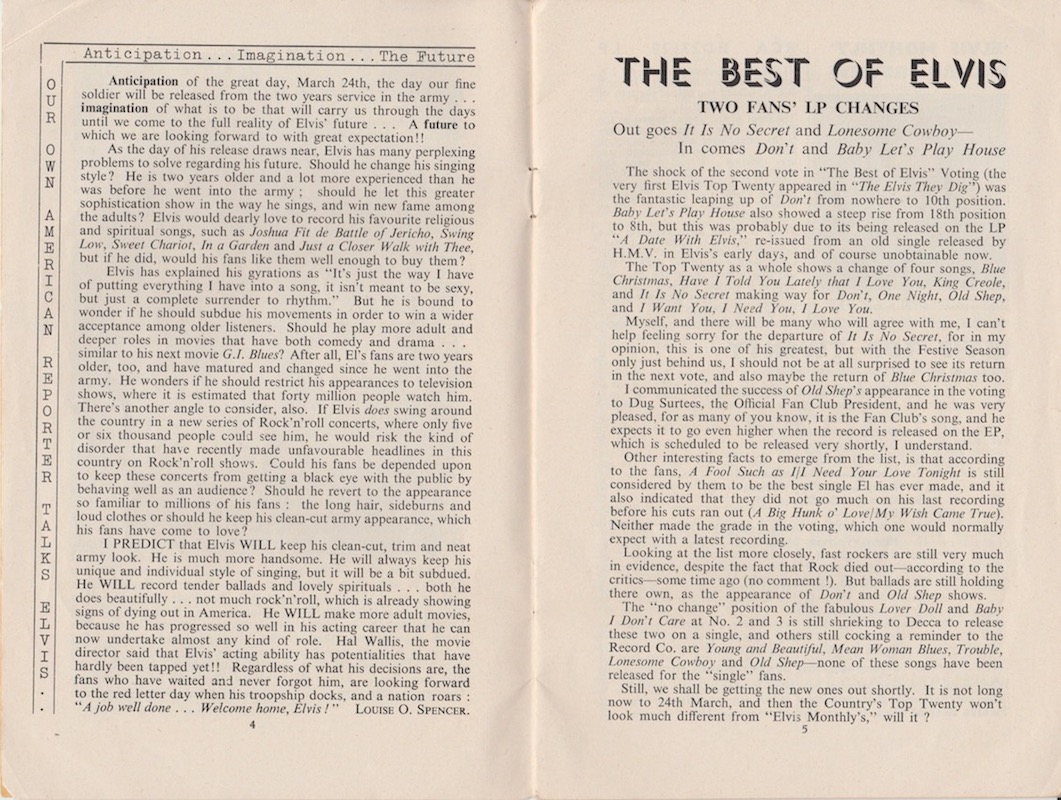 Anticipation . . . Imagination . . . The Future
OUR OWN AMERICAN REPORTER TALKS ELVIS .
Anticipation of the great day, March 24th, the day our fine
soldier will be released from the two years service in the army . . .
imagination of what is to be that will carry us through the days
until we come to the full reality of Elvis' future . . . A future to
which we are looking forward to with great expectation!!
As the day of his release draws near, Elvis has many perplexing
problems to solve regarding his future. Should he change his singing
style? He is two years older and a lot more experienced than he
was before he went into the army ; should he let this greater
sophistication show in the way he sings, and win new fame among
the adults? Elvis would dearly love to record his favourite religious
and spiritual songs, such as Joshua Fit de Battle of Jericho, Swing
Low, Sweet Chariot, In a Garden and Just a Closer Walk with Thee,
but if he did, would his fans like them well enough to buy them?
Elvis has explained his gyrations as "It's just the way I have
of putting everything I have into a song, it isn't meant to be sexy,
but just a complete surrender to rhythm." But he is bound to
wonder if he should subdue his movements in order to win a wider
acceptance among older listeners. Should he play more adult and
deeper roles in movies that have both comedy and drama . . .
similar to his next movie G.I. Blues? After all, El's fans are two years
older, too, and have matured and changed since he went into the
army. He wonders if he should restrict his appearances to television
shows, where it is estimated that forty million people watch him.
There's another angle to consider, also. If Elvis does swing around
the country in a new series of Rock'n'roll concerts, where only five
or six thousand people could see him, he would risk the kind of
disorder that have recently made unfavourable headlines in this
country on Rock'n'roll shows. Could his fans be depended upon
to keep these concerts from getting a black eye with the public by
behaving well as an audience? Should he revert to the appearance
so familiar to millions of his fans : the long hair, sideburns and
loud clothes or should he keep his clean-cut army appearance, which
his fans have come to love?
I PREDICT that Elvis WILL keep his clean-cut, trim and neat
army look. He is much more handsome. He will always keep his
unique and individual style of singing, but it will be a bit subdued.
He WILL record tender ballads and lovely spirituals . . . both he
does beautifully . . . not much rock'n'roll, which is already showing
signs of dying out in America. He WILL make more adult movies,
because he has progressed so well in his acting career that he can
now undertake almost any kind of role. Hal Wallis, the movie
director said that Elvis' acting ability has potentialities that have
hardly been tapped yet!! Regardless of what his decisions are, the
fans who have waited and never forgot him, are looking forward
to the red letter day when his troopship docks, and a nation roars :
"A job well done . . . Welcome home, Elvis ! " LOUISE O. SPENCER.
4
THE BEST OF ELVIS
TWO FANS' LP CHANGES
Out goes It Is No Secret and Lonesome Cowboy—
In comes Don't and Baby Let's Play House
The shock of the second vote in "The Best of Elvis" Voting (the
very first Elvis Top Twenty appeared in "The Elvis They Dig") was
the fantastic leaping up of Don't from nowhere to 10th position.
Baby Let's Play House also showed a steep rise from 18th position
to 8th, but this was probably due to its being released on the LP
"A Date With Elvis," re-issued from an old single released by
H.M.V. in Elvis's early days, and of course unobtainable now.
The Top Twenty as a whole shows a change of four songs, Blue
Christmas, Have I Told You Lately that I Love You, King Creole,
and It Is No Secret making way for Don't, One Night, Old Shep,
and I Want You, I Need You, I Love You.
Myself, and there will be many who will agree with me, I can't
help feeling sorry for the departure of It Is No Secret, for in my
opinion, this is one of his greatest, but with the Festive Season
only just behind us, I should not be at all surprised to see its return
in the next vote, and also maybe the return of Blue Christmas too.
I communicated the success of Old Shep's appearance in the voting
to Dug Surtees, the Official Fan Club President, and he was very
pleased, for as many of you know, it is the Fan Club's song, and he
expects it to go even higher when the record is released on the EP,
which is scheduled to be released very shortly, I understand.
Other interesting facts to emerge from the list, is that according
to the fans, A Fool Such as I/I Need Your Love Tonight is still
considered by them to be the best single El has ever made, and it
also indicated that they did not go much on his last recording
before his cuts ran out (A Big Hunk o' Love/My Wish Came True).
Neither made the grade in the voting, which one would normally
expect with a latest recording.
Looking at the list more closely, fast rockers are still very much
in evidence, despite the fact that Rock died out—according to the
critics—some time ago (no comment !). But ballads are still holding
there own, as the appearance of Don't and Old Shep shows.
The "no change" position of the fabulous Lover Doll and Baby
I Don't Care at No. 2 and 3 is still shrieking to Decca to release
these two on a single, and others still cocking a reminder to the
Record Co. are Young and Beautiful, Mean Woman Blues, Trouble,
Lonesome Cowboy and Old Shep—none of these songs have been
released for the "single" fans.
Still, we shall be getting the new ones out shortly. It is not long
now to 24th March, and then the Country's Top Twenty won't
look much different from "Elvis Monthly's," will it ?
5